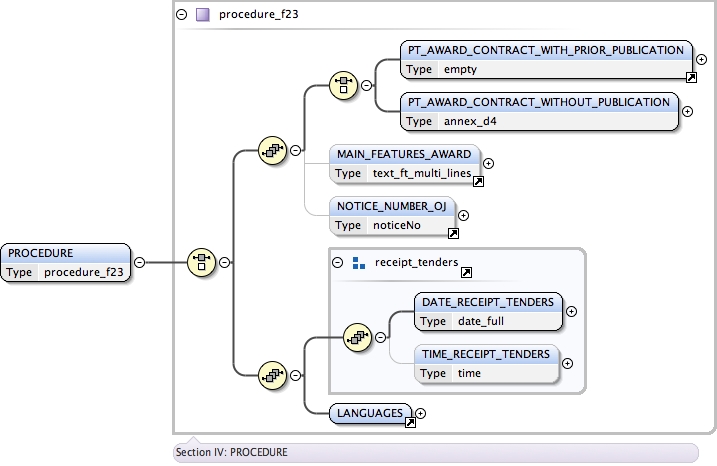 procedure_f23
PT_AWARD_CONTRACT_WITH_PRIOR_PUBLICATION
Type empty
PT_AWARD_CONTRACT_WITHOUT_PUBLICATION
Type annex_d4
MAIN_FEATURES_AWARD
Type text_ft_multi_lines
NOTICE_NUMBER_OJ
Type noticeNo
PROCEDURE
Type procedure_f23
receipt_tenders
DATE_RECEIPT_TENDERS
Type date_full
TIME_RECEIPT_TENDERS
Type time
LANGUAGES
Section IV: PROCEDURE